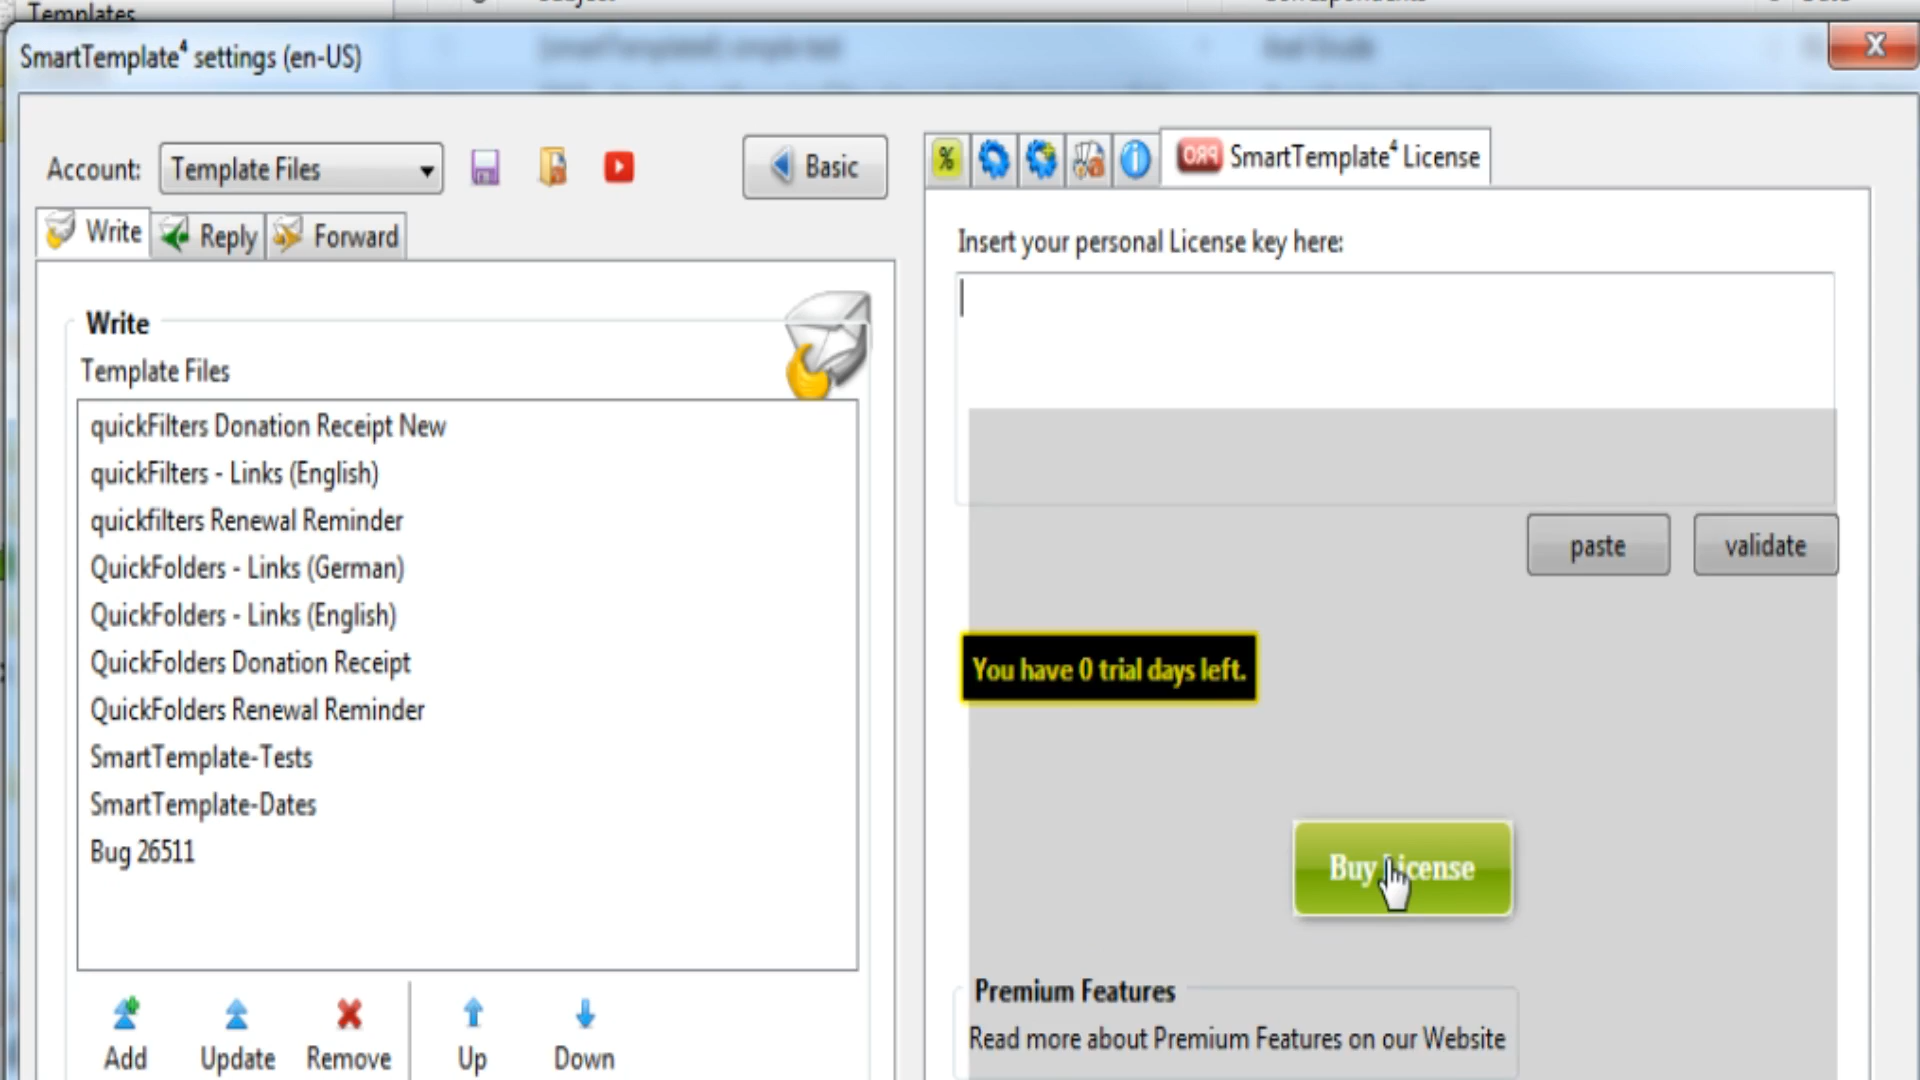 Templates
SmartTemplate⁴ settings (en-US)
Account:
Template Files
Basic
%
PRO
SmartTemplate⁴ License
Write
Reply
Forward
Insert your personal License key here:
Write
Template Files
quickFilters Donation Receipt New
quickFilters - Links (English)
quickfilters Renewal Reminder
QuickFolders - Links (German)
QuickFolders - Links (English)
QuickFolders Donation Receipt
QuickFolders Renewal Reminder
SmartTemplate-Tests
SmartTemplate-Dates
Bug 26511
paste
validate
You have 0 trial days left.
Buy License
Premium Features
Read more about Premium Features on our Website
Add
Update
Remove
Up
Down